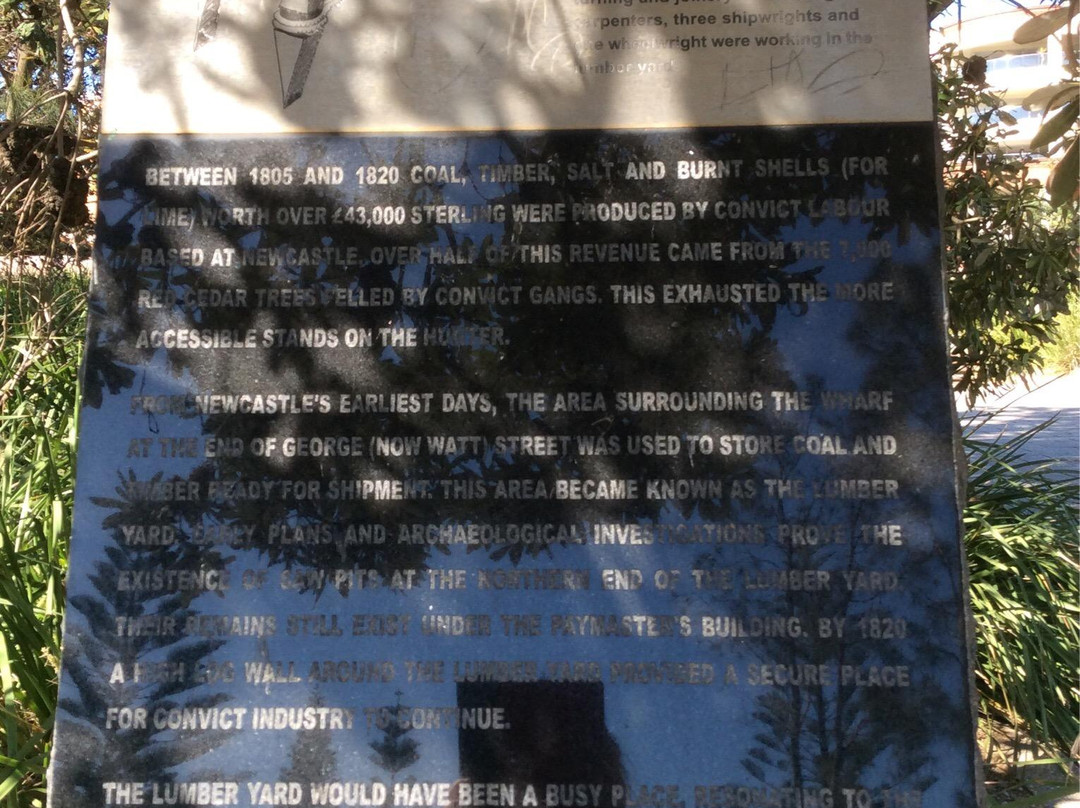 carpenters, three shipwrights and
wheelwright were working in the
lumber yard
BETWEEN 1805 AND 1820 COAL, TIMBER, SALT AND BURNT SHELLS (FOR
LIME) WORTH OVER £43,000 STERLING WERE PRODUCED BY CONVICT LABOUR
BASED AT NEWCASTLE. OVER HALF OF THIS REVENUE CAME FROM THE 7,000
RED CEDAR TREES FELLED BY CONVICT GANGS. THIS EXHAUSTED THE MORE
ACCESSIBLE STANDS ON THE HUNTER.
FROM NEWCASTLE'S EARLIEST DAYS, THE AREA SURROUNDING THE WHARF
AT THE END OF GEORGE (NOW WATT) STREET WAS USED TO STORE COAL AND
TIMBER READY FOR SHIPMENT. THIS AREA BECAME KNOWN AS THE LUMBER
YARD. EARLY PLANS AND ARCHAEOLOGICAL INVESTIGATIONS PROVE THE
EXISTENCE OF SAW PITS AT THE NORTHERN END OF THE LUMBER YARD.
THEIR REMAINS STILL EXIST UNDER THE PAYMASTER'S BUILDING. BY 1820
A HIGH LOG WALL AROUND THE LUMBER YARD PROVIDED A SECURE PLACE
FOR CONVICT INDUSTRY TO CONTINUE.
THE LUMBER YARD WOULD HAVE BEEN A BUSY PLACE, RESONATING TO THE